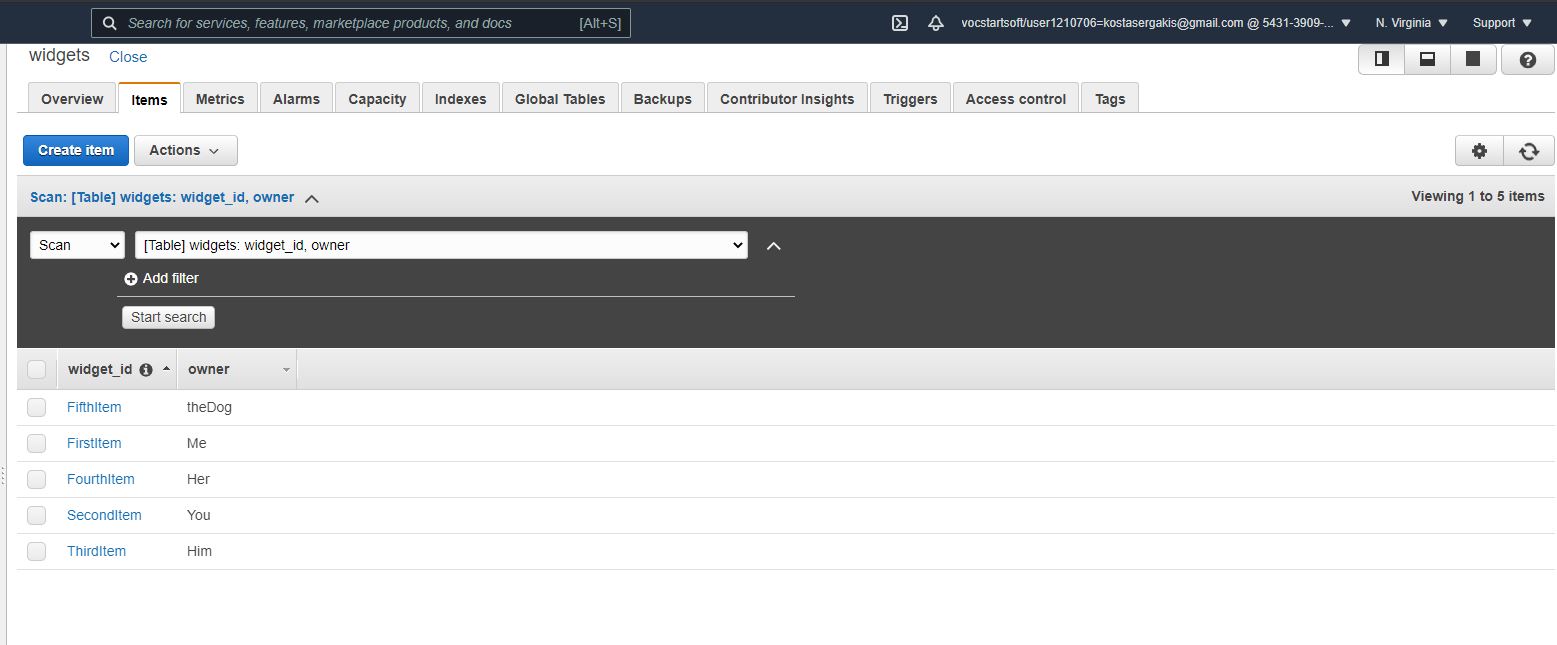 Search for services, features, marketplace products, and docs [Alt+S] vocstartsoft/user1210706=kostasergakis@gmail.com @ 5431-3909-... N. Virginia Support
widgets Close
Overview Items Metrics Alarms Capacity Indexes Global Tables Backups Contributor Insights Triggers Access control Tags
Create item Actions
Scan: [Table] widgets: widget_id, owner Viewing 1 to 5 items
Scan [Table] widgets: widget_id, owner
Add filter
Start search
widget_id owner
FifthItem theDog
FirstItem Me
FourthItem Her
SecondItem You
ThirdItem Him